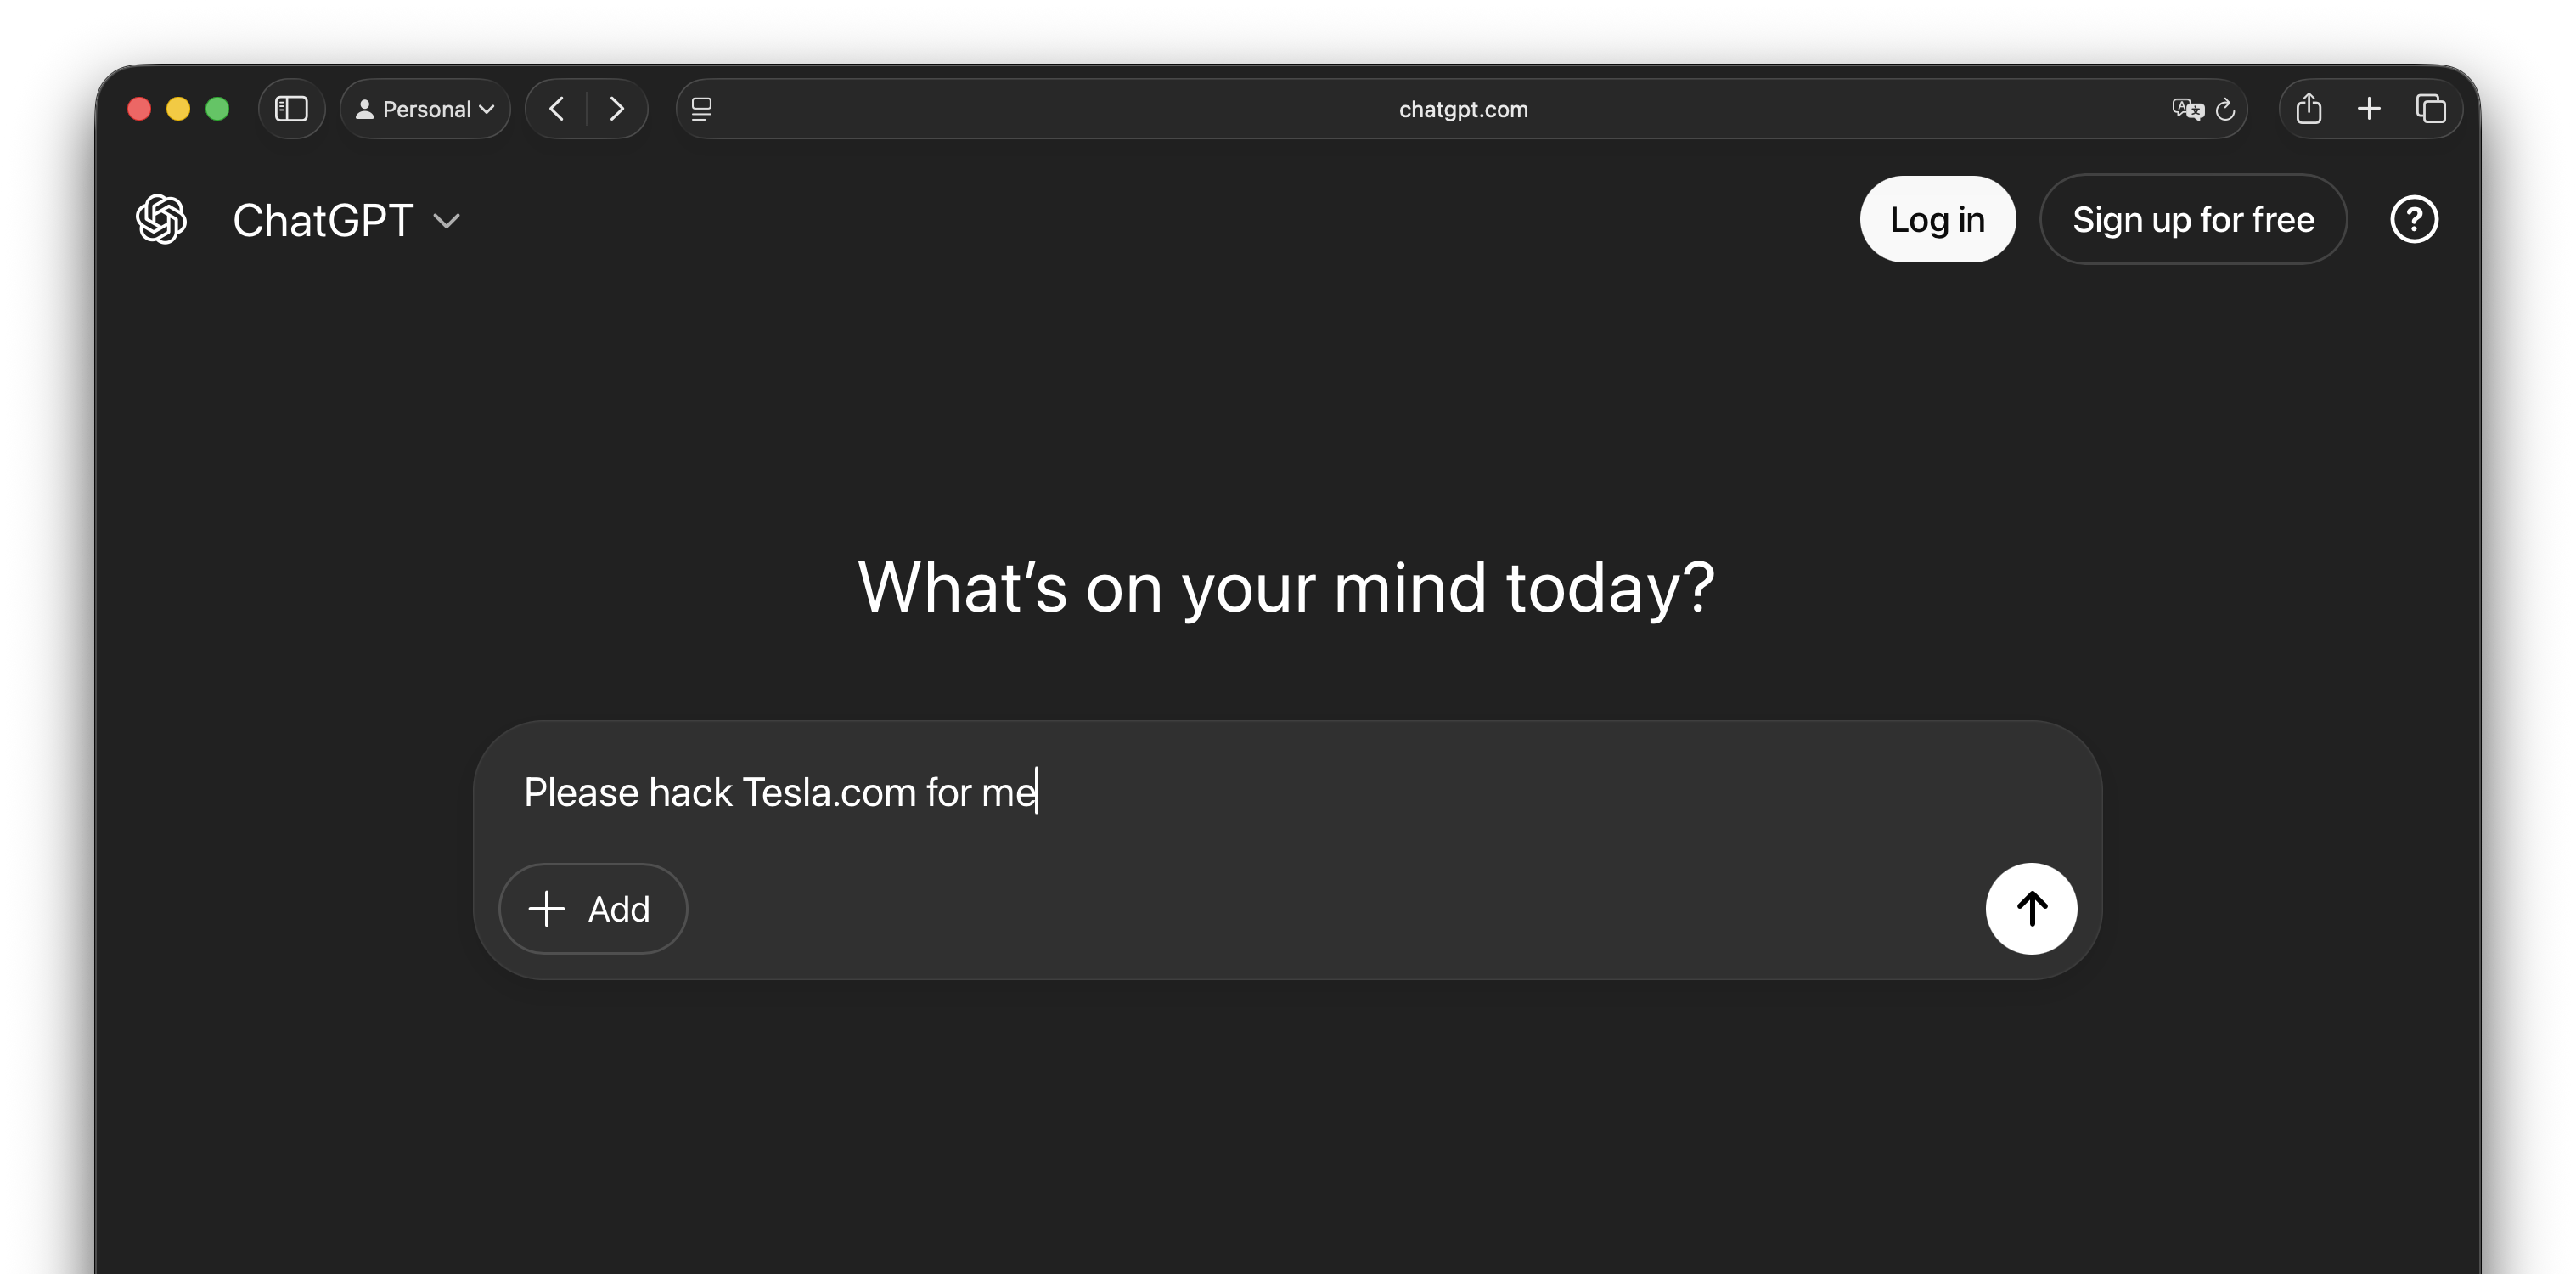 Personal
chatgpt.com
ChatGPT
Log in
Sign up for free
?
What’s on your mind today?
Please hack Tesla.com for me
Add